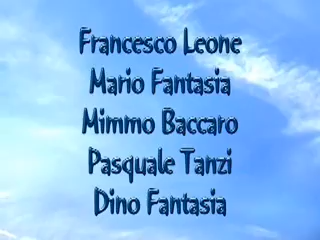 Francesco Leone
Mario Fantasia
Mimmo Baccaro
Pasquale Tanzi
Dino Fantasia